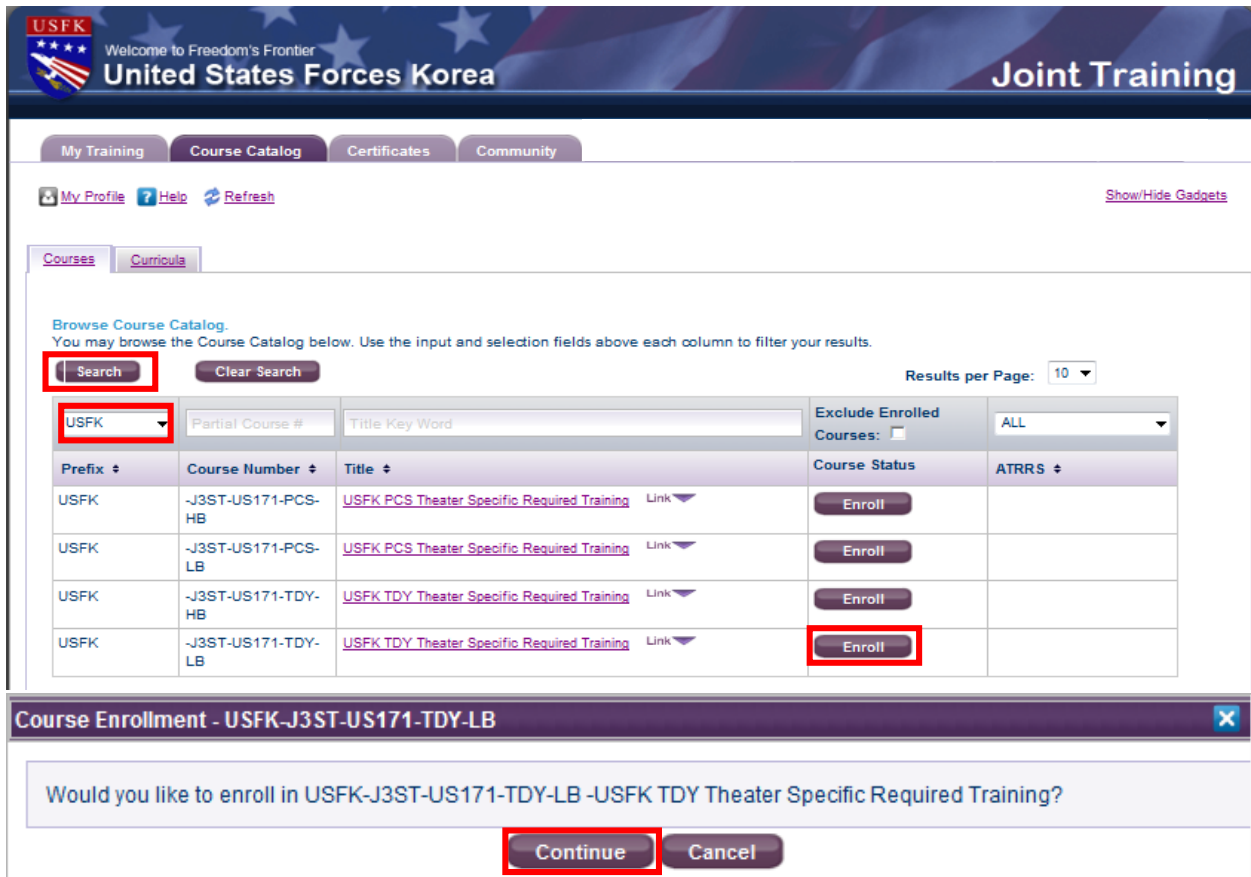 USFK
Welcome to Freedom's Frontier
United States Forces Korea
Joint Training
My Training Course Catalog Certificates Community
My Profile ? Help Refresh Show/Hide Gadgets
Courses Curricula
Browse Course Catalog.
You may browse the Course Catalog below. Use the input and selection fields above each column to filter your results.
Search Clear Search Results per Page: 10
USFK Partial Course # Title Key Word Exclude Enrolled Courses: ALL
Prefix Course Number Title Course Status ATRRS
USFK -J3ST-US171-PCS-HB USFK PCS Theater Specific Required Training Link Enroll
USFK -J3ST-US171-PCS-LB USFK PCS Theater Specific Required Training Link Enroll
USFK -J3ST-US171-TDY-HB USFK TDY Theater Specific Required Training Link Enroll
USFK -J3ST-US171-TDY-LB USFK TDY Theater Specific Required Training Link Enroll
Course Enrollment - USFK-J3ST-US171-TDY-LB
Would you like to enroll in USFK-J3ST-US171-TDY-LB -USFK TDY Theater Specific Required Training?
Continue Cancel